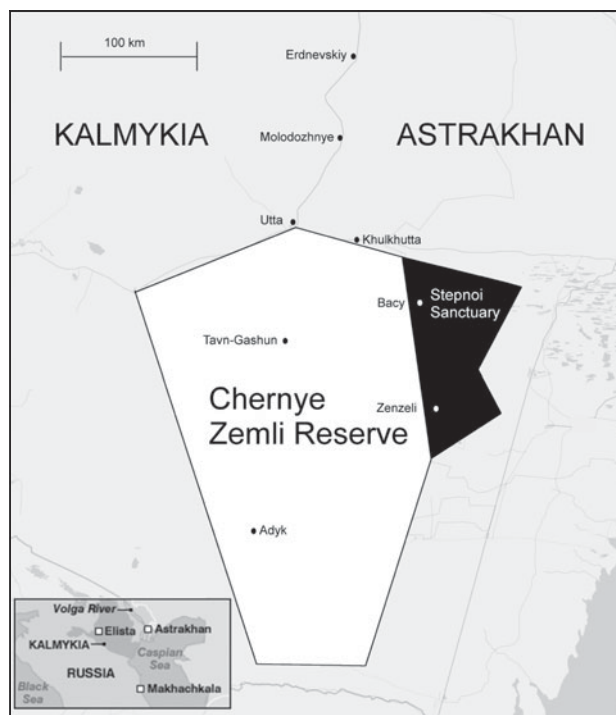 100 km
Erdnevskiy
KALMYKIA
ASTRAKHAN
Molodozhnye
Utta
Khulkhutta
Bacy
Stepnoi
Sanctuary
Tavn-Gashun
Chernye
Zemli Reserve
Zenzeli
Adyk
Volga River
Elista
Astrakhan
KALMYKIA
Caspian
Sea
RUSSIA
Black
Sea
Makhachkala